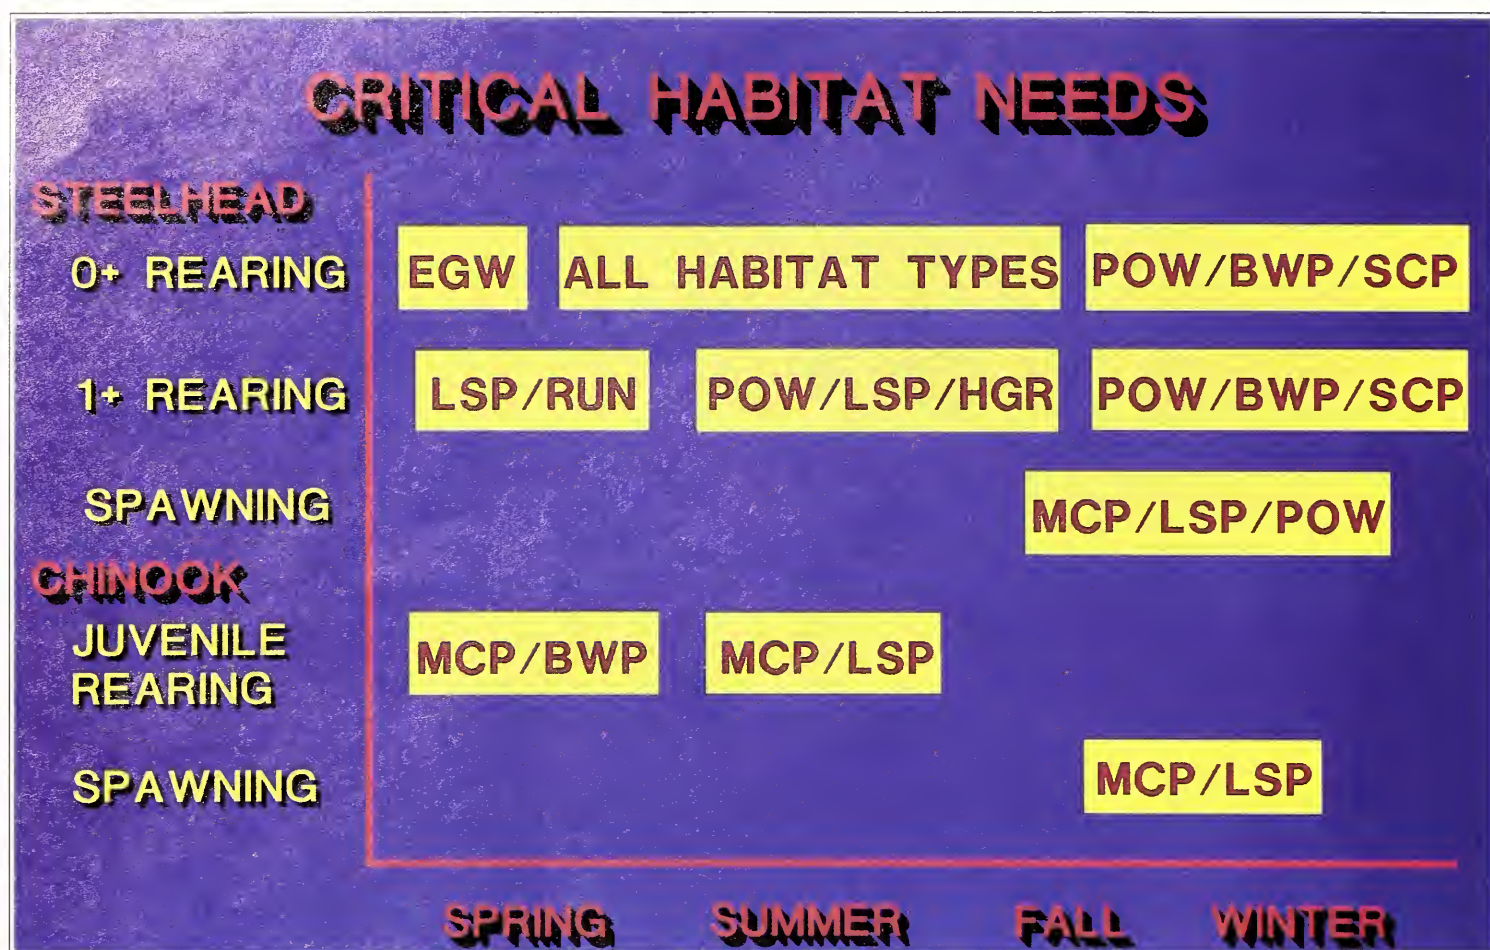 CRITICAL HABITAT NEEDS
STEELHEAD
0+ REARING EGW ALL HABITAT TYPES POW/BWP/SCP
1+ REARING LSP/RUN POW/LSP/HGR POW/BWP/SCP
SPAWNING MCP/LSP/POW
CHINOOK
JUVENILE
REARING MCP/BWP MCP/LSP
SPAWNING MCP/LSP
SPRING SUMMER FALL WINTER